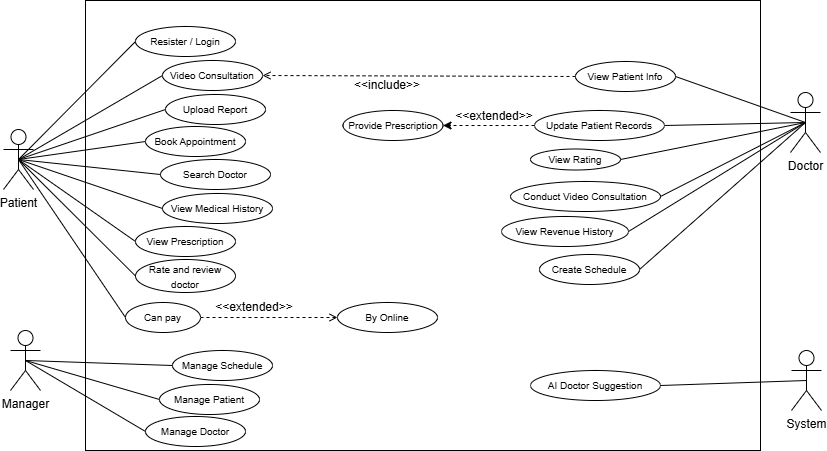 Resister / Login
Video Consultation
<<include>>
View Patient Info
Upload Report
Provide Prescription
<<extended>>
Update Patient Records
Book Appointment
View Rating
Doctor
Search Doctor
Patient
Conduct Video Consultation
View Medical History
View Revenue History
View Prescription
Rate and review
doctor
Create Schedule
Can pay
<<extended>>
By Online
Manage Schedule
AI Doctor Suggestion
Manager
Manage Patient
System
Manage Doctor